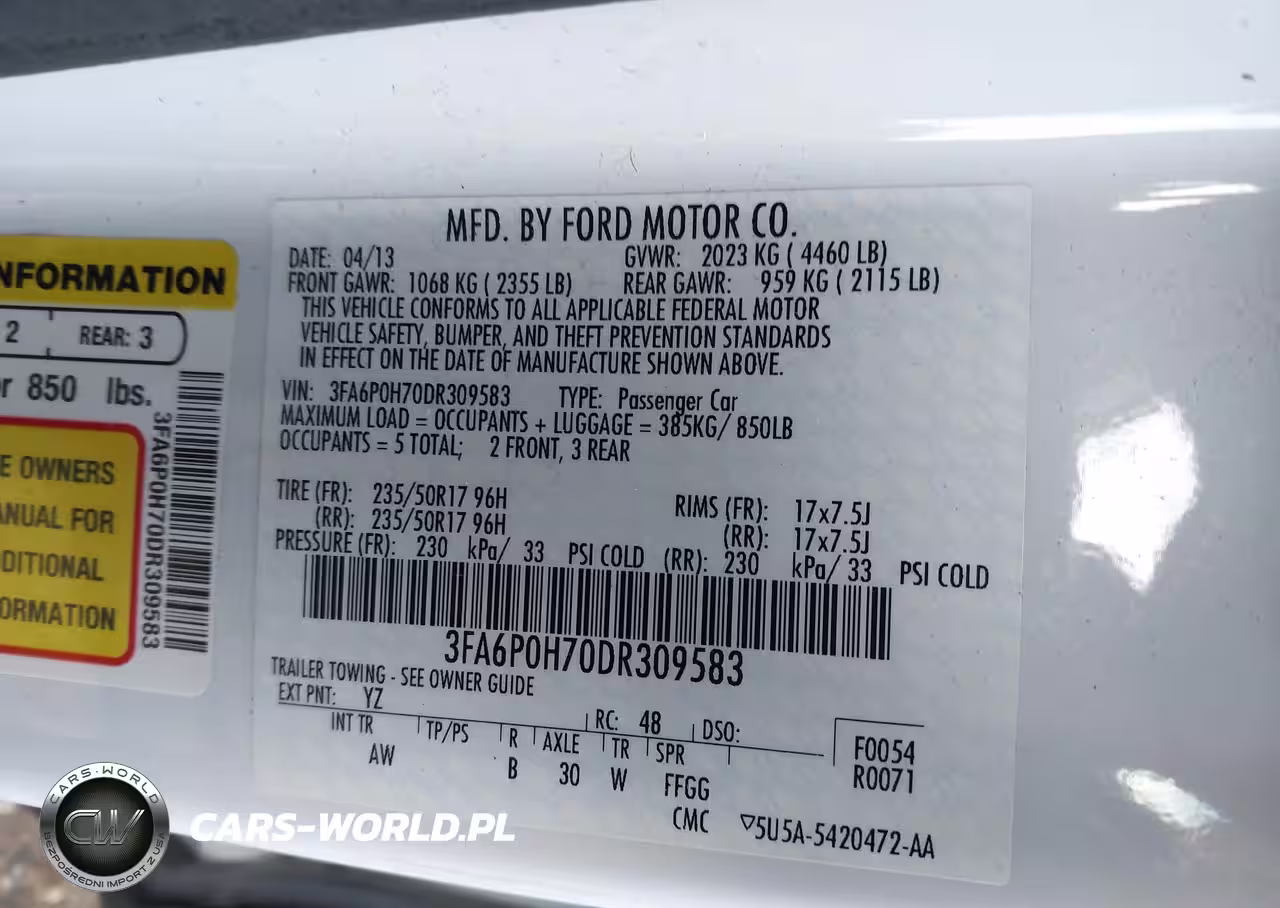 NFORMATION
2 REAR: 3
850 lbs.
E OWNERS
ANUAL FOR
DITIONAL
ORMATION
3FA6P0H70DR309583
MFD. BY FORD MOTOR CO.
DATE: 04/13 GVWR: 2023 KG ( 4460 LB)
FRONT GAWR: 1068 KG ( 2355 LB) REAR GAWR: 959 KG ( 2115 LB)
THIS VEHICLE CONFORMS TO ALL APPLICABLE FEDERAL MOTOR
VEHICLE SAFETY, BUMPER, AND THEFT PREVENTION STANDARDS
IN EFFECT ON THE DATE OF MANUFACTURE SHOWN ABOVE.
VIN: 3FA6P0H70DR309583 TYPE: Passenger Car
MAXIMUM LOAD = OCCUPANTS + LUGGAGE = 385KG/ 850LB
OCCUPANTS = 5 TOTAL; 2 FRONT, 3 REAR
TIRE (FR): 235/50R17 96H RIMS (FR): 17x7.5J
(RR): 235/50R17 96H (RR): 17x7.5J
PRESSURE (FR): 230 kPa/ 33 PSI COLD (RR): 230 kPa/ 33 PSI COLD
3FA6P0H70DR309583
TRAILER TOWING - SEE OWNER GUIDE
EXT PNT: YZ RC: 48 DSO:
INT TR TP/PS R AXLE TR SPR F0054
AW B 30 W FFGG R0071
CMC ▽5U5A-5420472-AA
CARS-WORLD
CW
BEZPOŚREDNI IMPORT Z USA
CARS-WORLD.PL